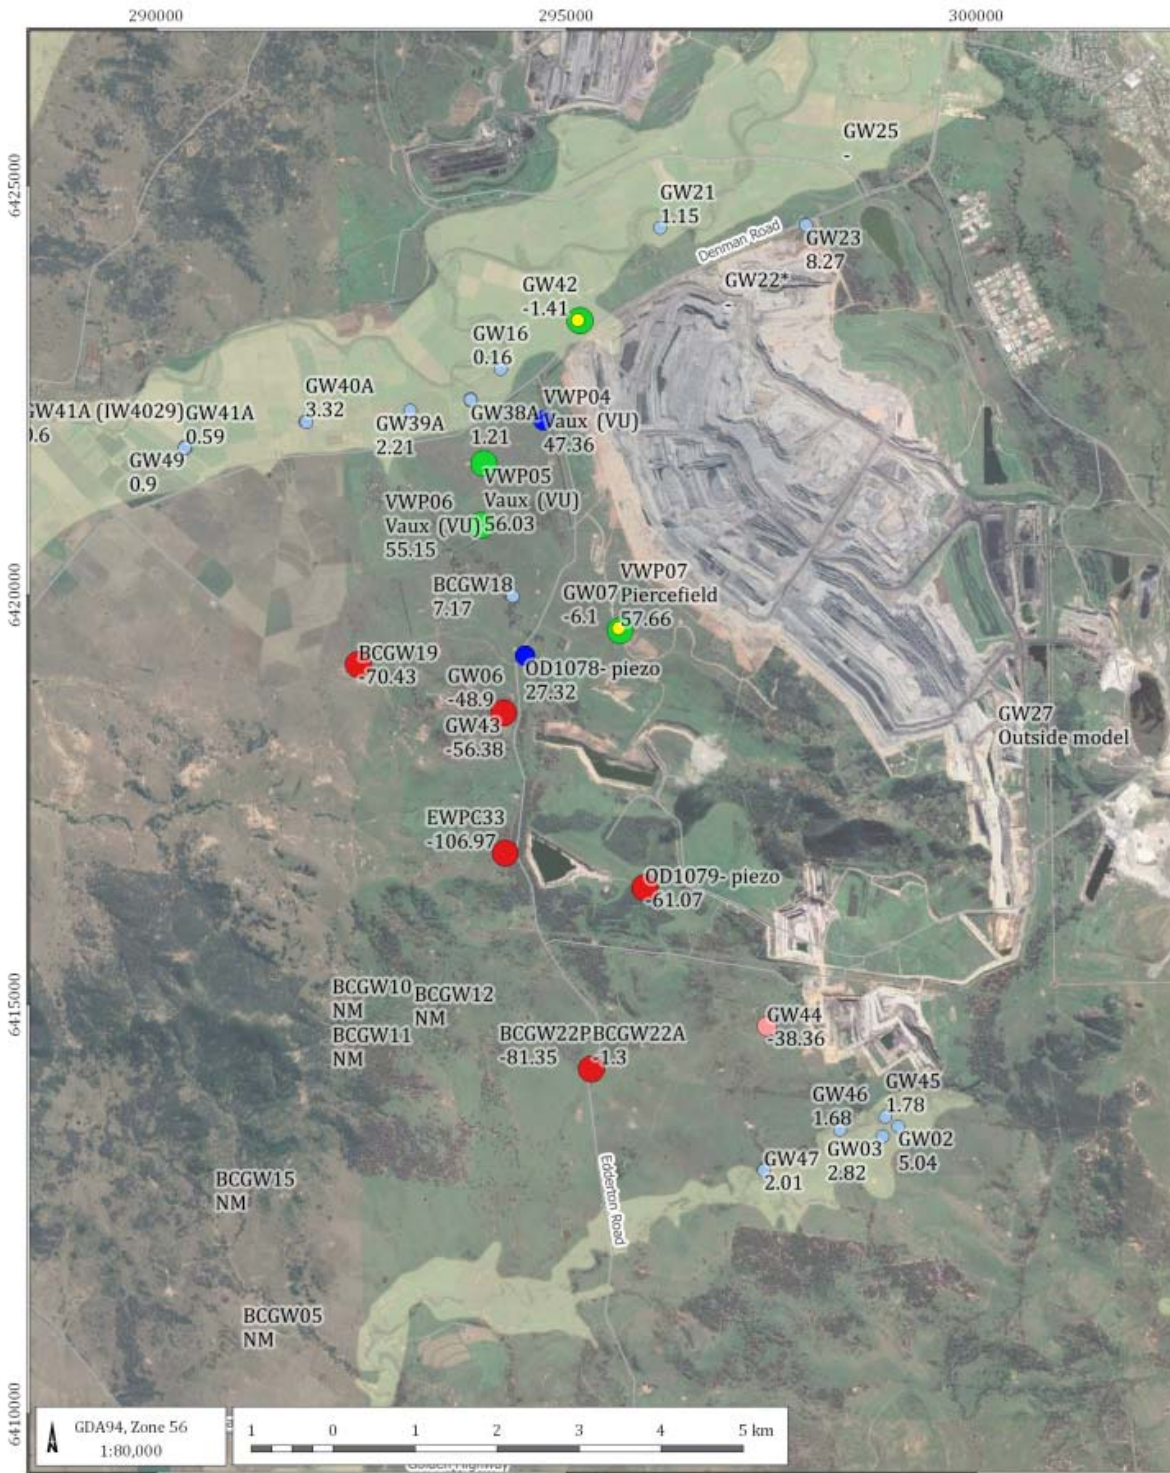 290000
295000
300000
6425000
6420000
6415000
6410000
GW25
-
GW21
1.15
Denman Road
GW23
8.27
GW22*
-
GW42
-1.41
GW16
0.16
GW40A
3.32
GW41A (IW4029)
0.6
GW41A
0.59
GW49
0.9
GW39A
2.21
GW38A
1.21
VWP04
Vaux (VU)
47.36
VWP05
Vaux (VU)
56.03
VWP06
Vaux (VU)
55.15
BCGW18
7.17
GW07
-6.1
VWP07
Piercefield
57.66
BCGW19
-70.43
OD1078- piezo
27.32
GW06
-48.9
GW43
-56.38
GW27
Outside model
EWPC33
-106.97
OD1079- piezo
-61.07
BCGW10
NM
BCGW12
NM
BCGW11
NM
BCGW22P
-81.35
BCGW22A
-1.3
GW44
-38.36
GW45
1.78
GW46
1.68
GW02
5.04
GW03
2.82
GW47
2.01
BCGW15
NM
Edderton Road
BCGW05
NM
GDA94, Zone 56
1:80,000
1 0 1 2 3 4 5 km
Golden Highway